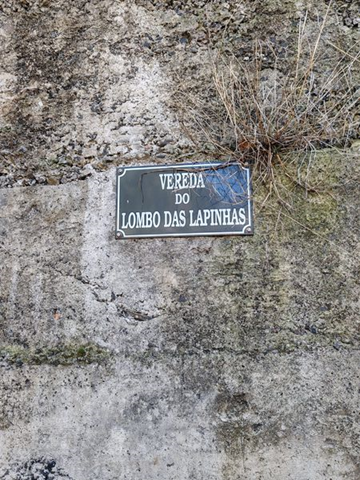 VEREDA
DO
LOMBO DAS LAPINHAS